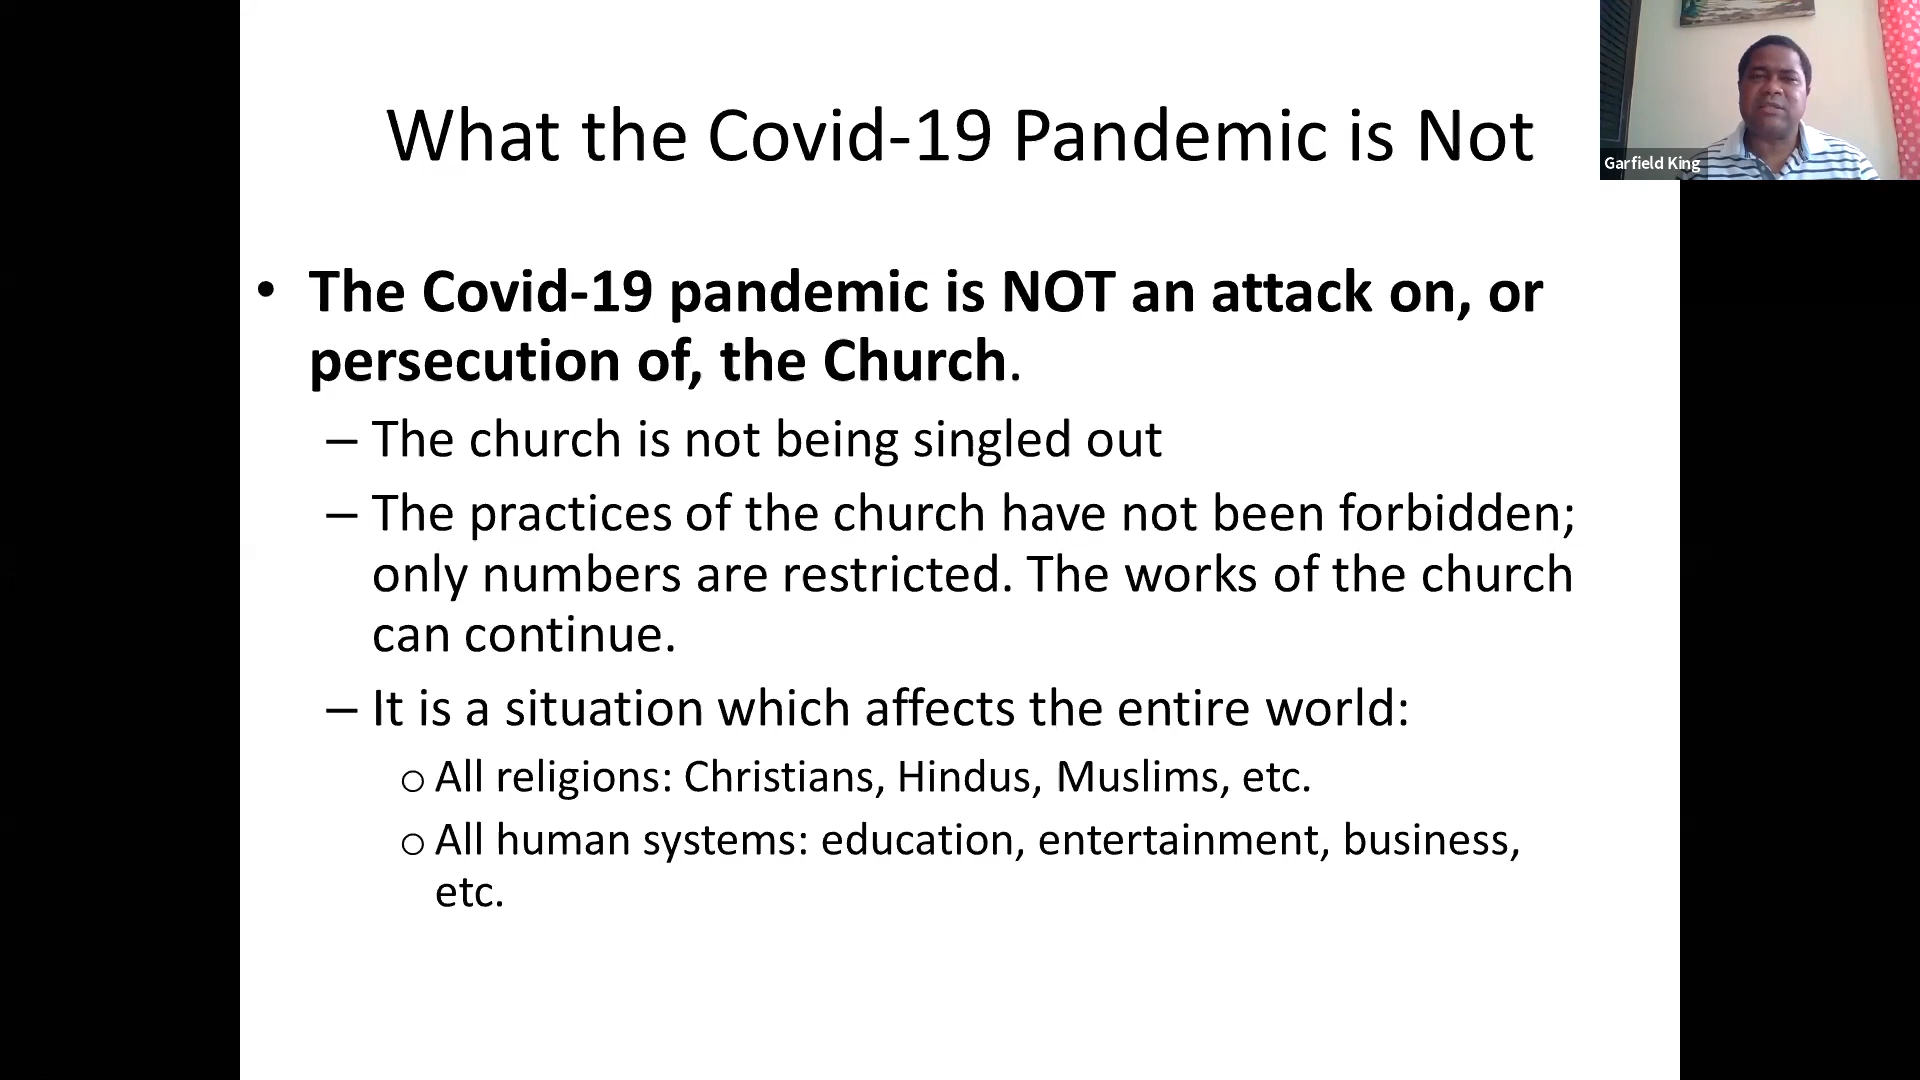 What the Covid-19 Pandemic is Not
Garfield King
• The Covid-19 pandemic is NOT an attack on, or
persecution of, the Church.
– The church is not being singled out
– The practices of the church have not been forbidden;
only numbers are restricted. The works of the church
can continue.
– It is a situation which affects the entire world:
○ All religions: Christians, Hindus, Muslims, etc.
○ All human systems: education, entertainment, business,
etc.